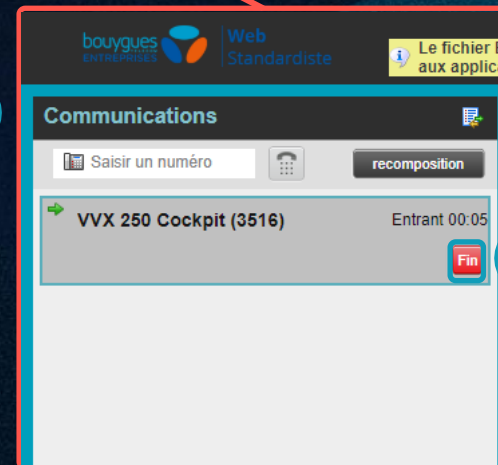 bouygues
ENTREPRISES
Web
Standardiste
Le fichier
aux applic
Communications
Saisir un numéro
recomposition
VVX 250 Cockpit (3516)
Entrant 00:05
Fin